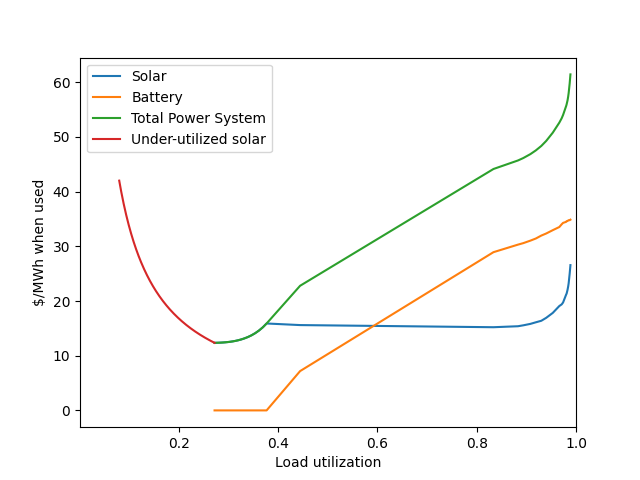 Solar
Battery
Total Power System
Under-utilized solar
$/MWh when used
60
50
40
30
20
10
0
0.2
0.4
0.6
0.8
1.0
Load utilization